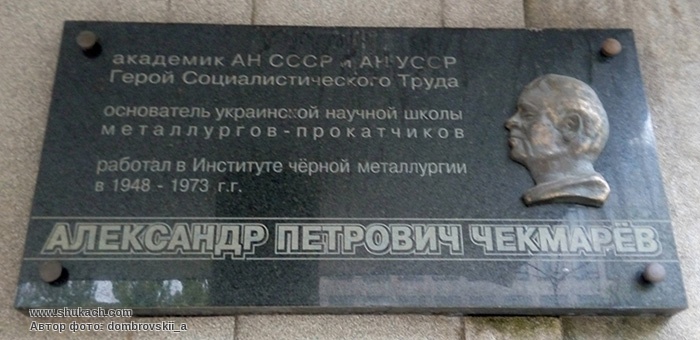 академик АН СССР и АН УССР
Герой Социалистического Труда
основатель украинской научной школы
металлургов-прокатчиков
работал в Институте чёрной металлургии
в 1948 - 1973 г.г.
АЛЕКСАНДР ПЕТРОВИЧ ЧЕКМАРЁВ
www.shukach.com
Автор фото: dombrovskii_a